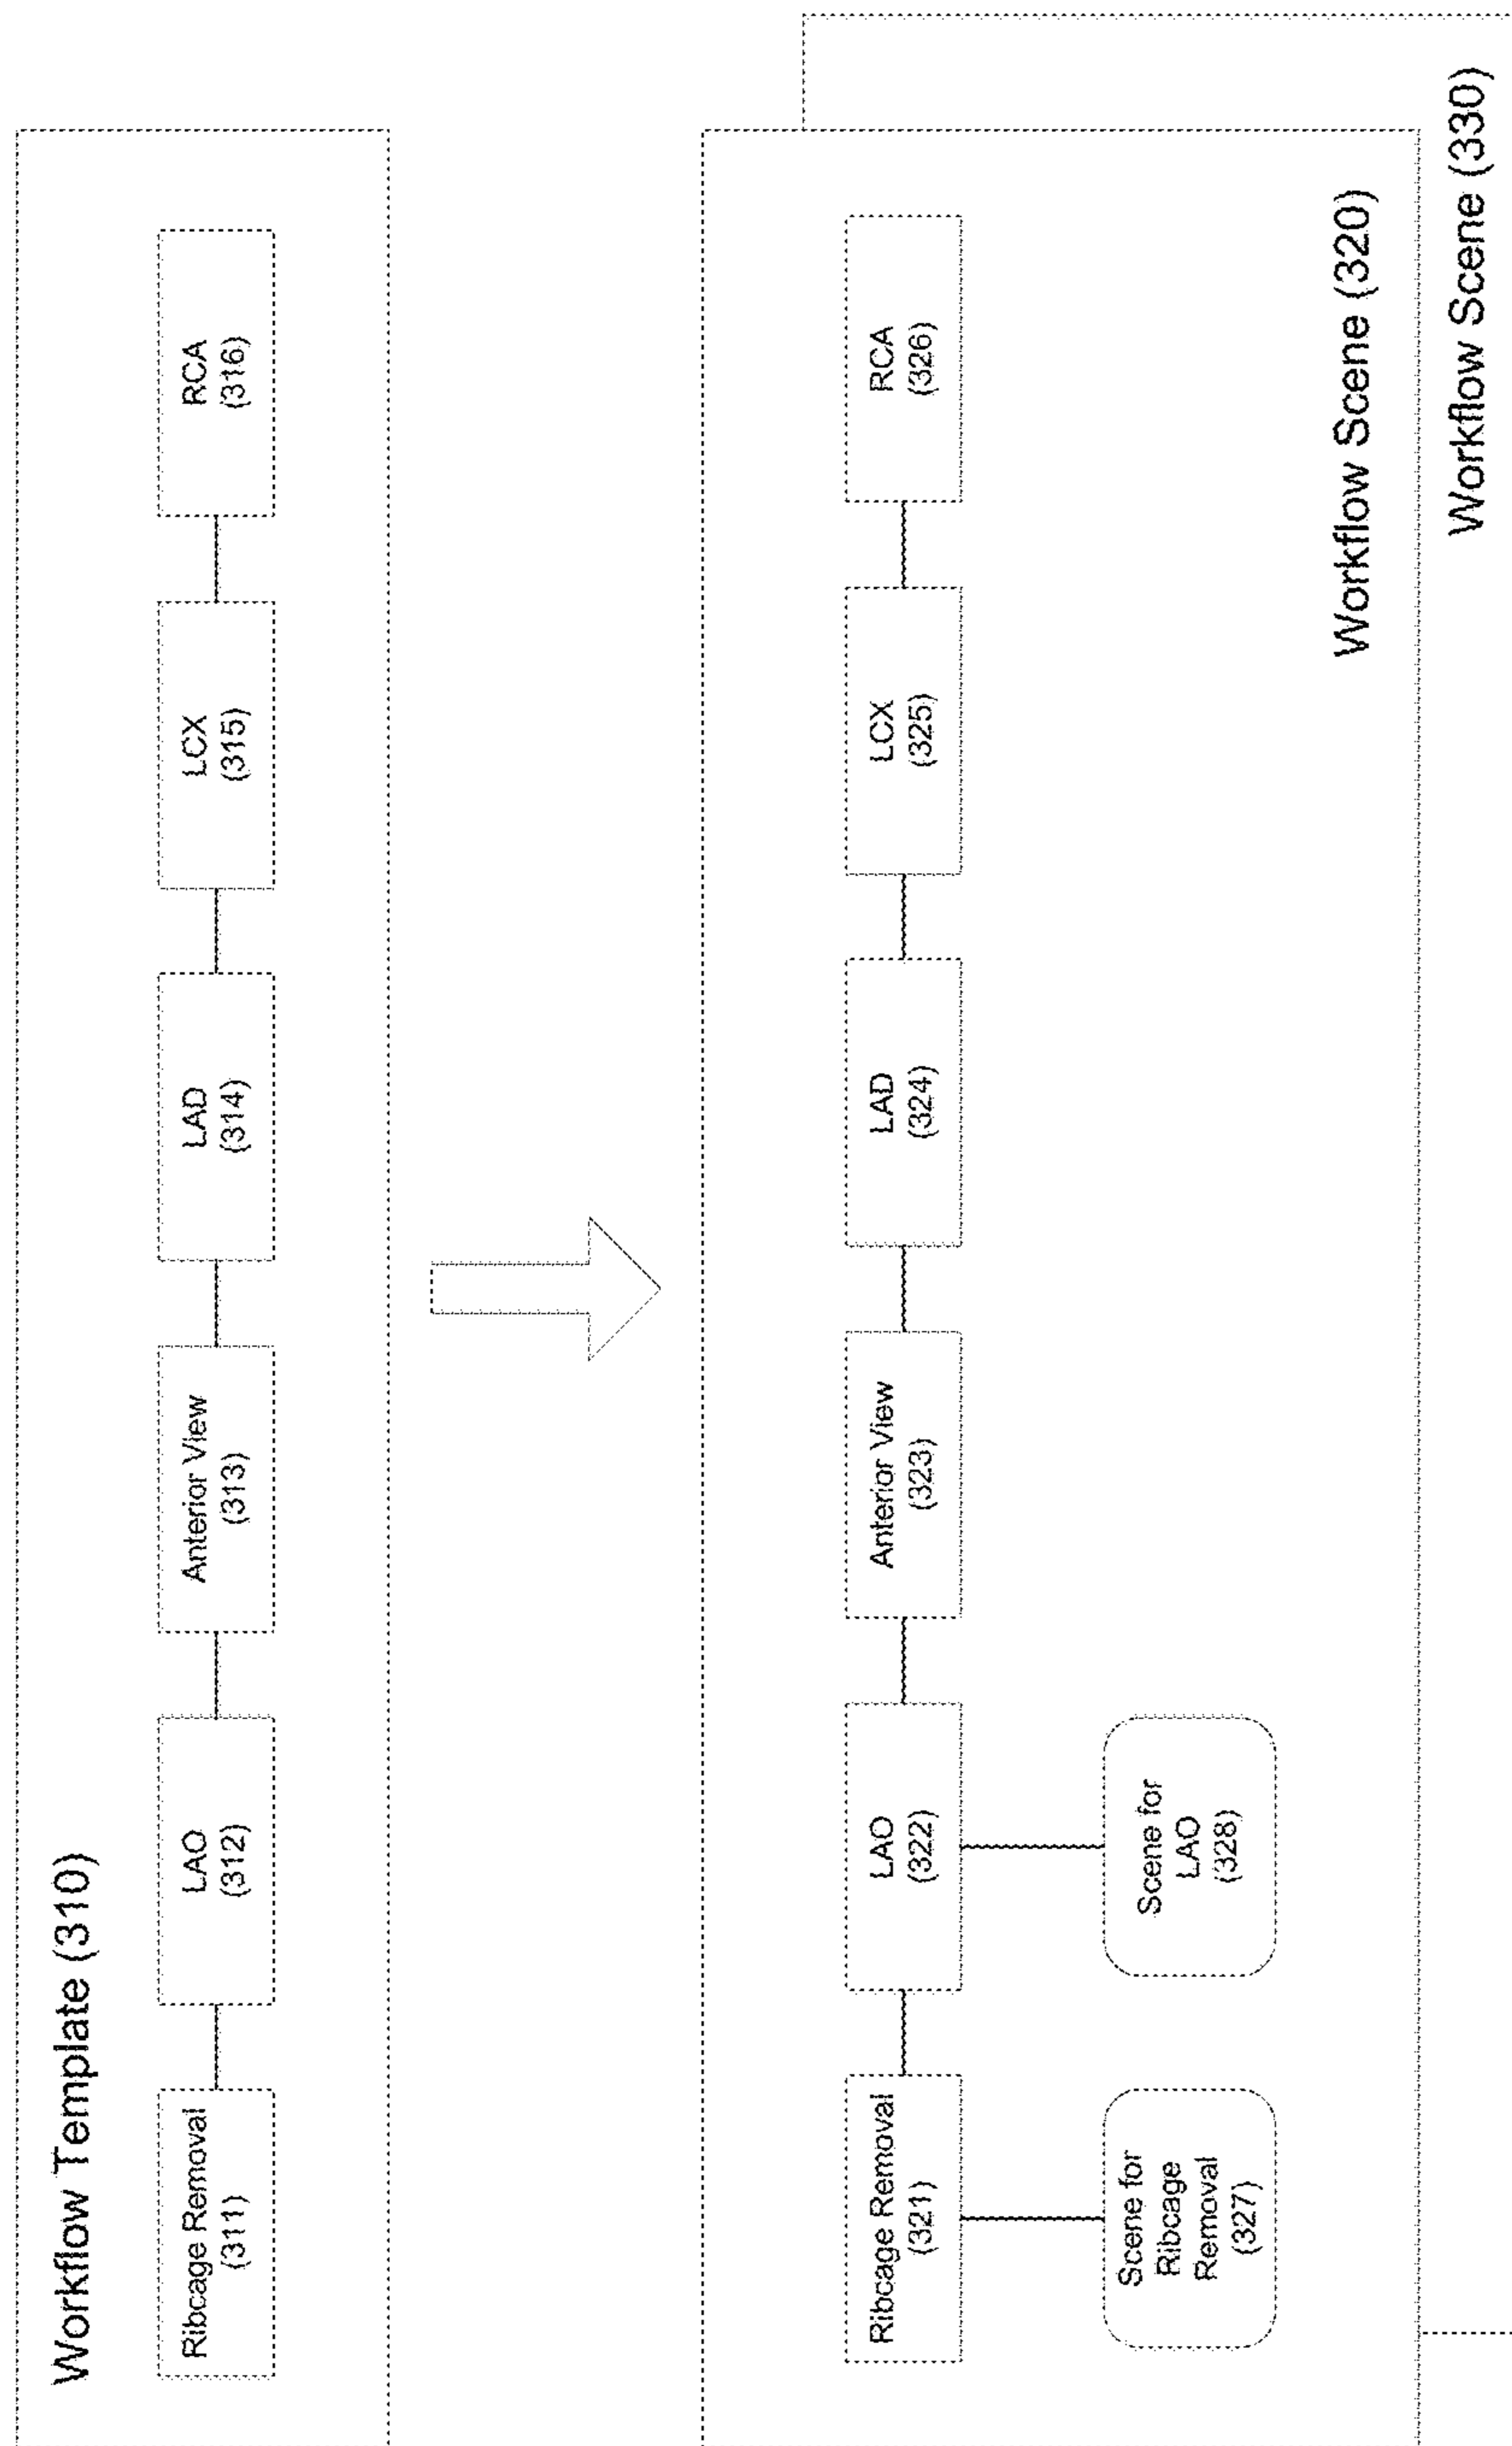 Workflow Template (310)
Ribcage Removal
(311)
LAO
(312)
Anterior View
(313)
LAD
(314)
LCX
(315)
RCA
(316)
Ribcage Removal
(321)
LAO
(322)
Anterior View
(323)
LAD
(324)
LCX
(325)
RCA
(326)
Scene for
Ribcage
Removal
(327)
Scene for
LAO
(328)
Workflow Scene (320)
Workflow Scene (330)